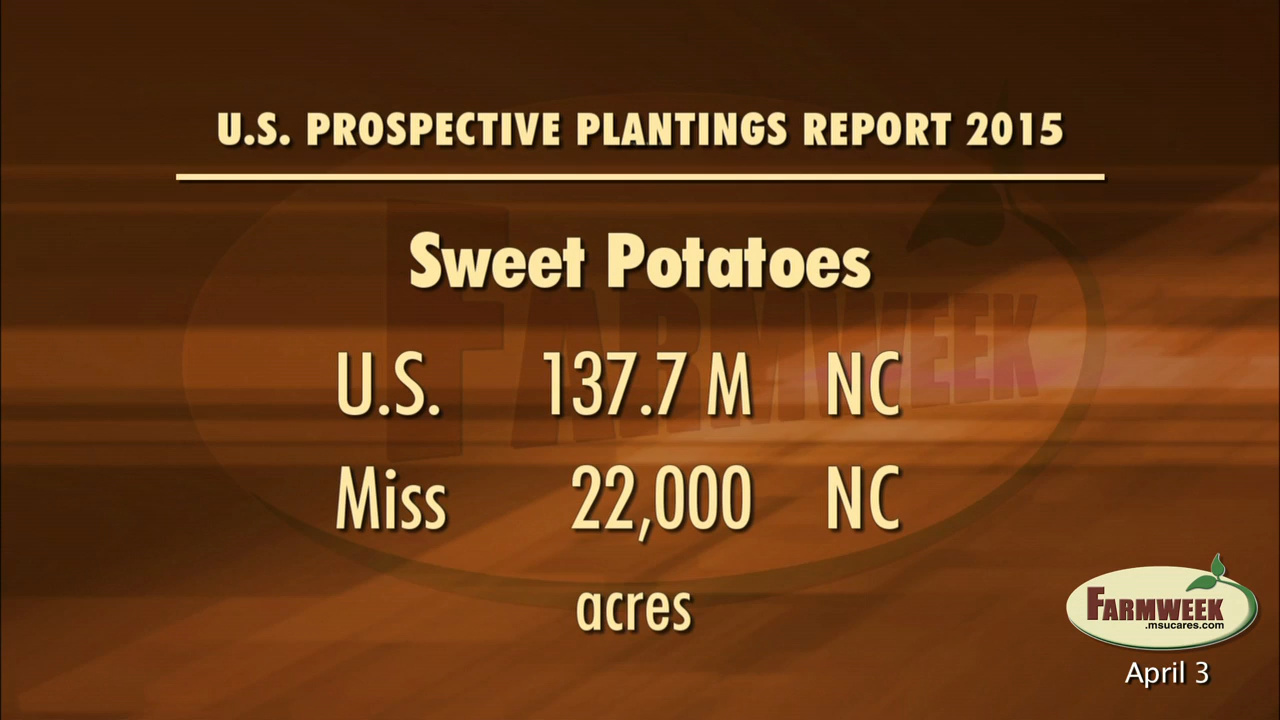 U.S. PROSPECTIVE PLANTINGS REPORT 2015
Sweet Potatoes
U.S. 137.7 M NC
Miss 22,000 NC
acres
FARMWEEK
FARMWEEK
.msucares.com
April 3